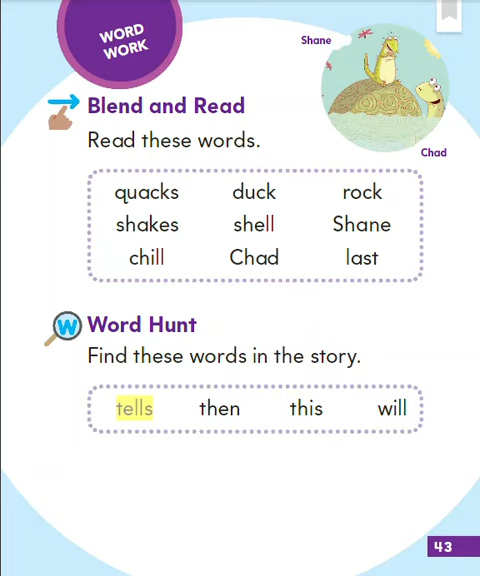 WORD
WORK
Shane
Chad
Blend and Read
Read these words.
quacks duck rock
shakes shell Shane
chill Chad last
W Word Hunt
Find these words in the story.
tells then this will
43